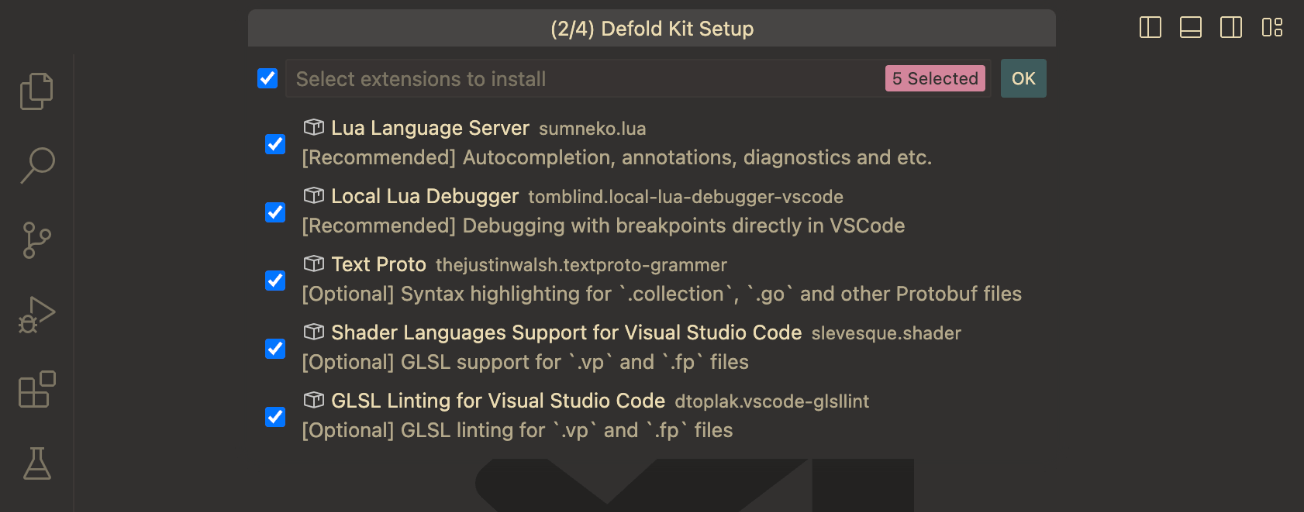 (2/4) Defold Kit Setup
Select extensions to install 5 Selected OK
Lua Language Server sumneko.lua
[Recommended] Autocompletion, annotations, diagnostics and etc.
Local Lua Debugger tomblind.local-lua-debugger-vscode
[Recommended] Debugging with breakpoints directly in VSCode
Text Proto thejustinwalsh.textproto-grammer
[Optional] Syntax highlighting for `.collection`, `.go` and other Protobuf files
Shader Languages Support for Visual Studio Code slevesque.shader
[Optional] GLSL support for `.vp` and `.fp` files
GLSL Linting for Visual Studio Code dtoplak.vscode-glsllint
[Optional] GLSL linting for `.vp` and `.fp` files